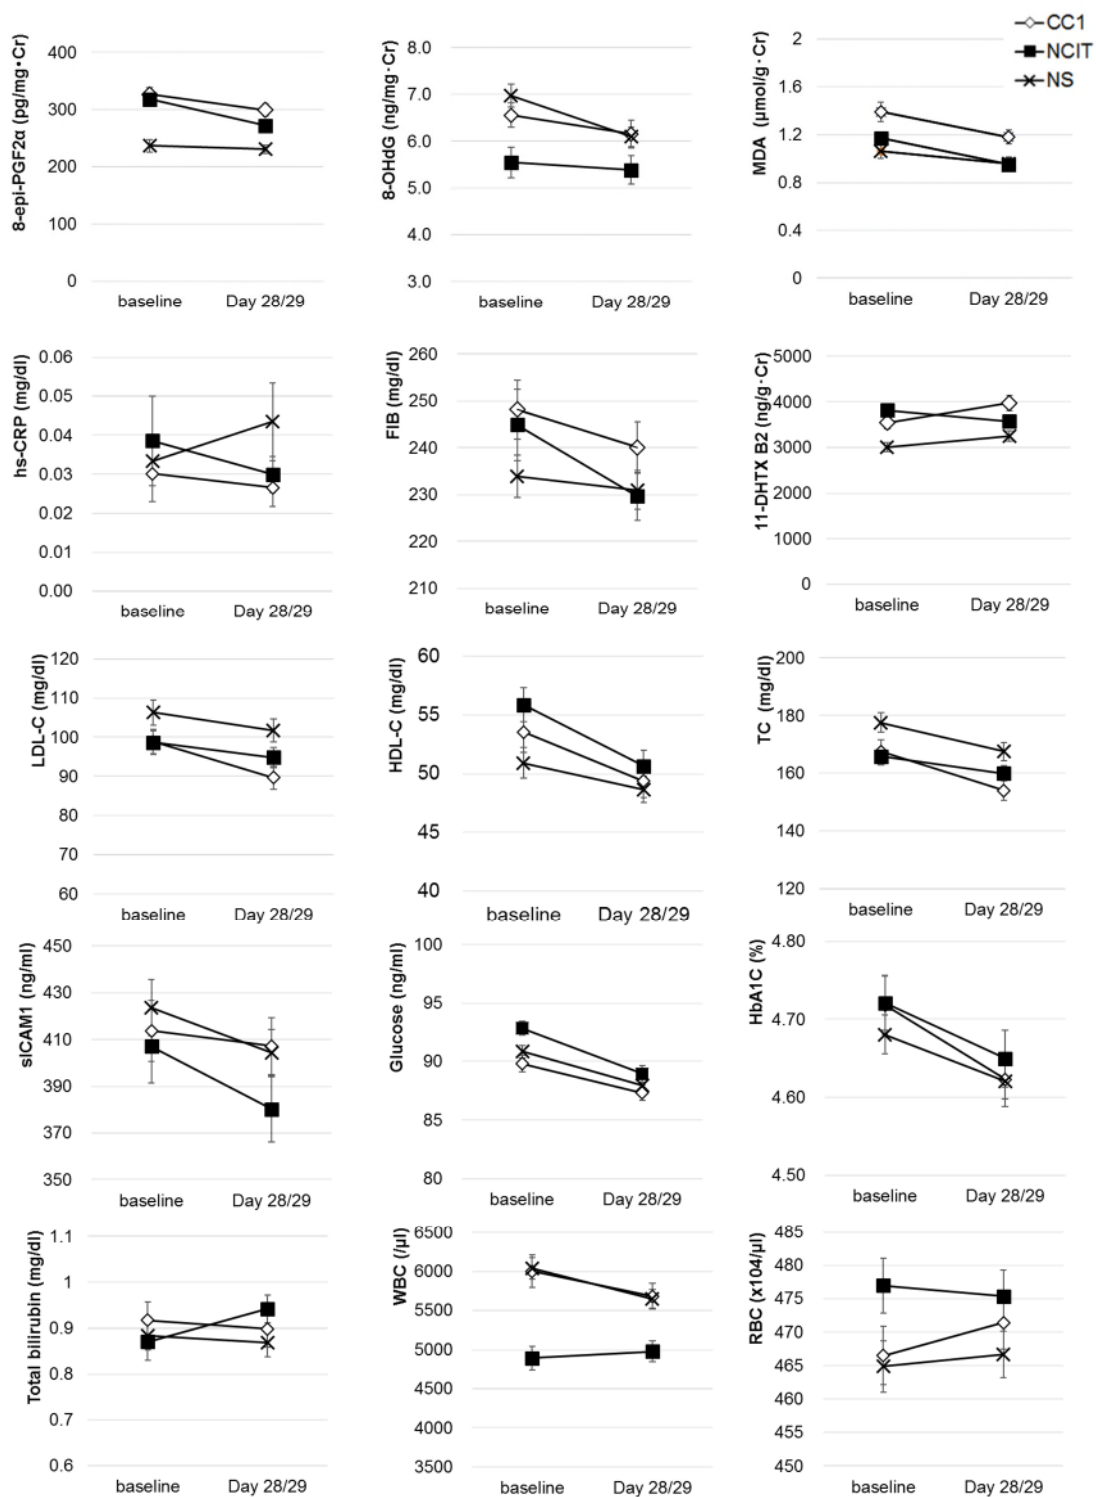 CC1
NCIT
NS
8-epi-PGF2α (pg/mg・Cr)
400
300
200
100
0
baseline Day 28/29
8-OHdG (ng/mg·Cr)
8.0
7.0
6.0
5.0
4.0
3.0
baseline Day 28/29
MDA (μmol/g·Cr)
2
1.6
1.2
0.8
0.4
0
baseline Day 28/29
hs-CRP (mg/dl)
0.06
0.05
0.04
0.03
0.02
0.01
0.00
baseline Day 28/29
FIB (mg/dl)
260
250
240
230
220
210
baseline Day 28/29
11-DHTX B2 (ng/g·Cr)
5000
4000
3000
2000
1000
0
baseline Day 28/29
LDL-C (mg/dl)
120
110
100
90
80
70
60
baseline Day 28/29
HDL-C (mg/dl)
60
55
50
45
40
baseline Day 28/29
TC (mg/dl)
200
180
160
140
120
baseline Day 28/29
sICAM1 (ng/ml)
450
430
410
390
370
350
baseline Day 28/29
Glucose (ng/ml)
100
95
90
85
80
baseline Day 28/29
HbA1C (%)
4.80
4.70
4.60
4.50
baseline Day 28/29
Total bilirubin (mg/dl)
1.1
1
0.9
0.8
0.7
0.6
baseline Day 28/29
WBC (/μl)
6500
6000
5500
5000
4500
4000
3500
baseline Day 28/29
RBC (x104/μl)
485
480
475
470
465
460
455
450
baseline Day 28/29